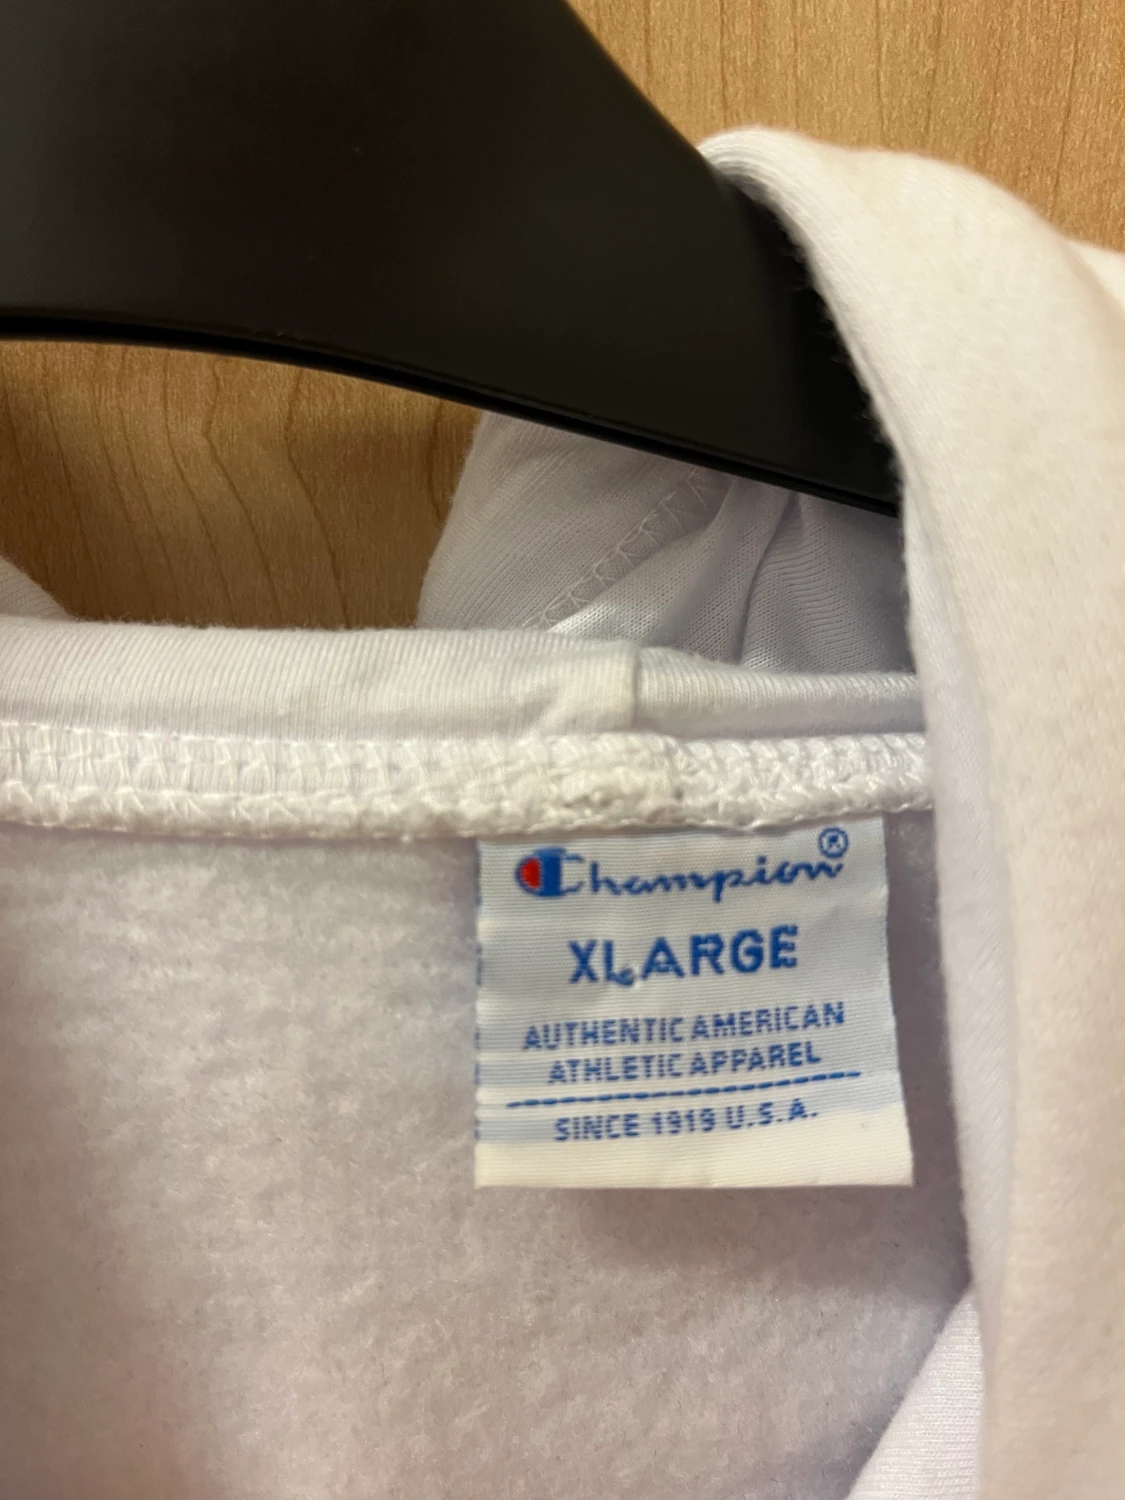 Champion®
XLARGE
AUTHENTIC AMERICAN
ATHLETIC APPAREL
SINCE 1919 U.S.A.